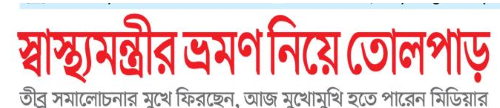 স্বাস্থ্যমন্ত্রীর ভ্রমণ নিয়ে তোলপাড়
তীব্র সমালোচনার মুখে ফিরছেন, আজ মুখোমুখি হতে পারেন মিডিয়ার